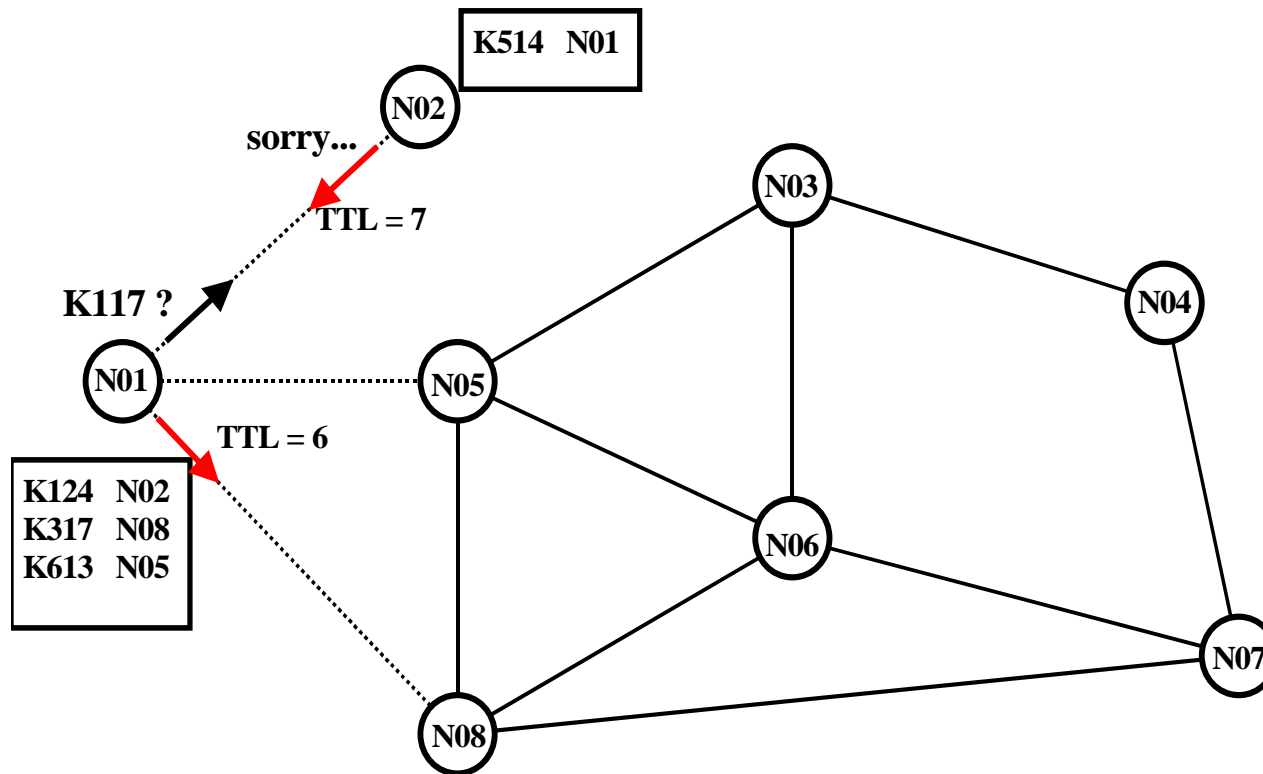 K514 N01
N02
sorry...
N03
TTL = 7
K117 ?
N04
N01
N05
TTL = 6
K124 N02
K317 N08
K613 N05
N06
N07
N08